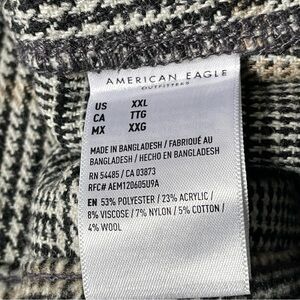 AMERICAN EAGLE
OUTFITTERS
US XXL
CA TTG
MX XXG
MADE IN BANGLADESH / FABRIQUÉ AU
BANGLADESH / HECHO EN BANGLADESH
RN 54485 / CA 03873
RFC# AEM120605U9A
EN 53% POLYESTER / 23% ACRYLIC /
8% VISCOSE / 7% NYLON / 5% COTTON /
4% WOOL